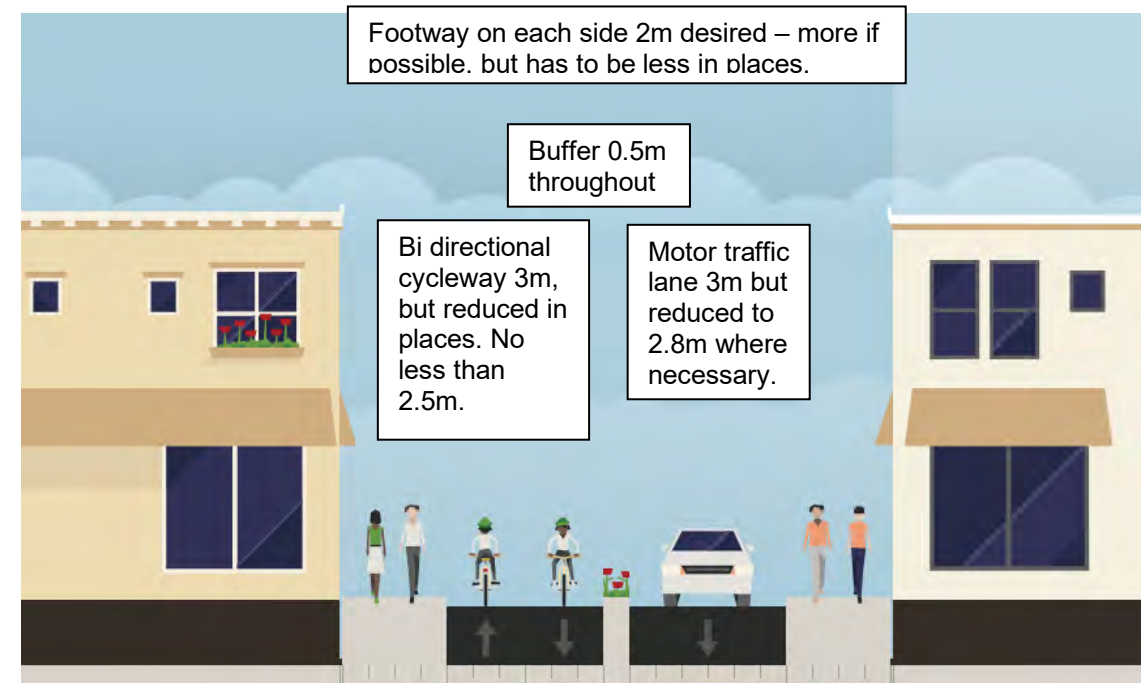 Footway on each side 2m desired – more if
possible, but has to be less in places.
Buffer 0.5m
throughout
Bi directional
cycleway 3m,
but reduced in
places. No
less than
2.5m.
Motor traffic
lane 3m but
reduced to
2.8m where
necessary.